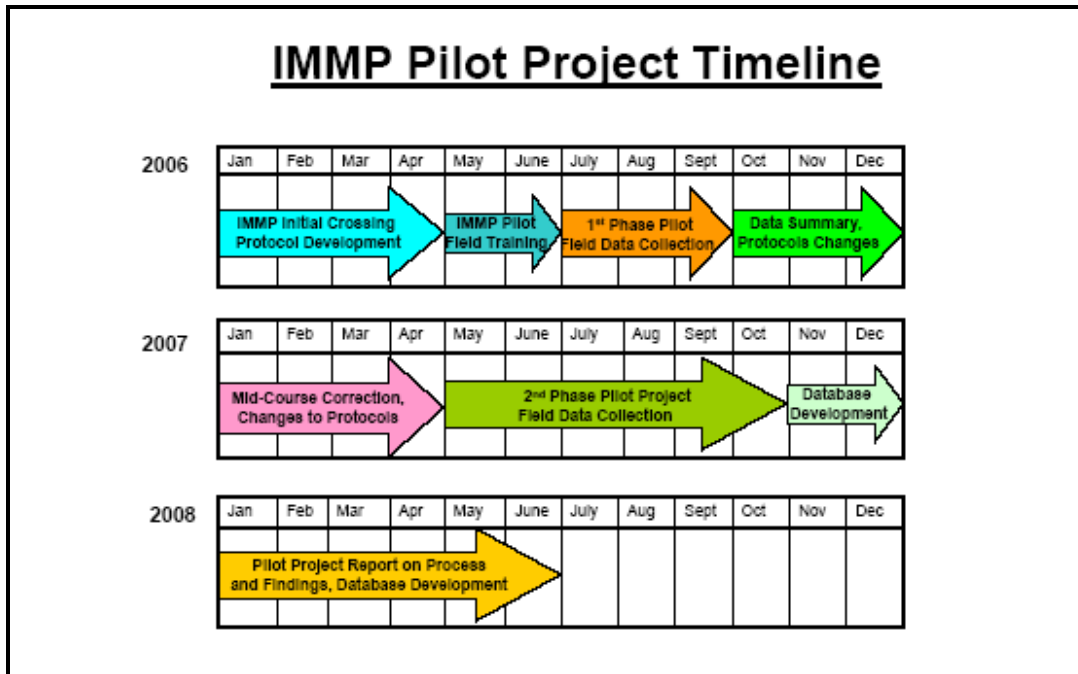 IMMP Pilot Project Timeline
2006
Jan Feb Mar Apr May June July Aug Sept Oct Nov Dec
IMMP Initial Crossing
Protocol Development
IMMP Pilot
Field Training
1st Phase Pilot
Field Data Collection
Data Summary,
Protocols Changes
2007
Jan Feb Mar Apr May June July Aug Sept Oct Nov Dec
Mid-Course Correction,
Changes to Protocols
2nd Phase Pilot Project
Field Data Collection
Database
Development
2008
Jan Feb Mar Apr May June July Aug Sept Oct Nov Dec
Pilot Project Report on Process
and Findings, Database Development